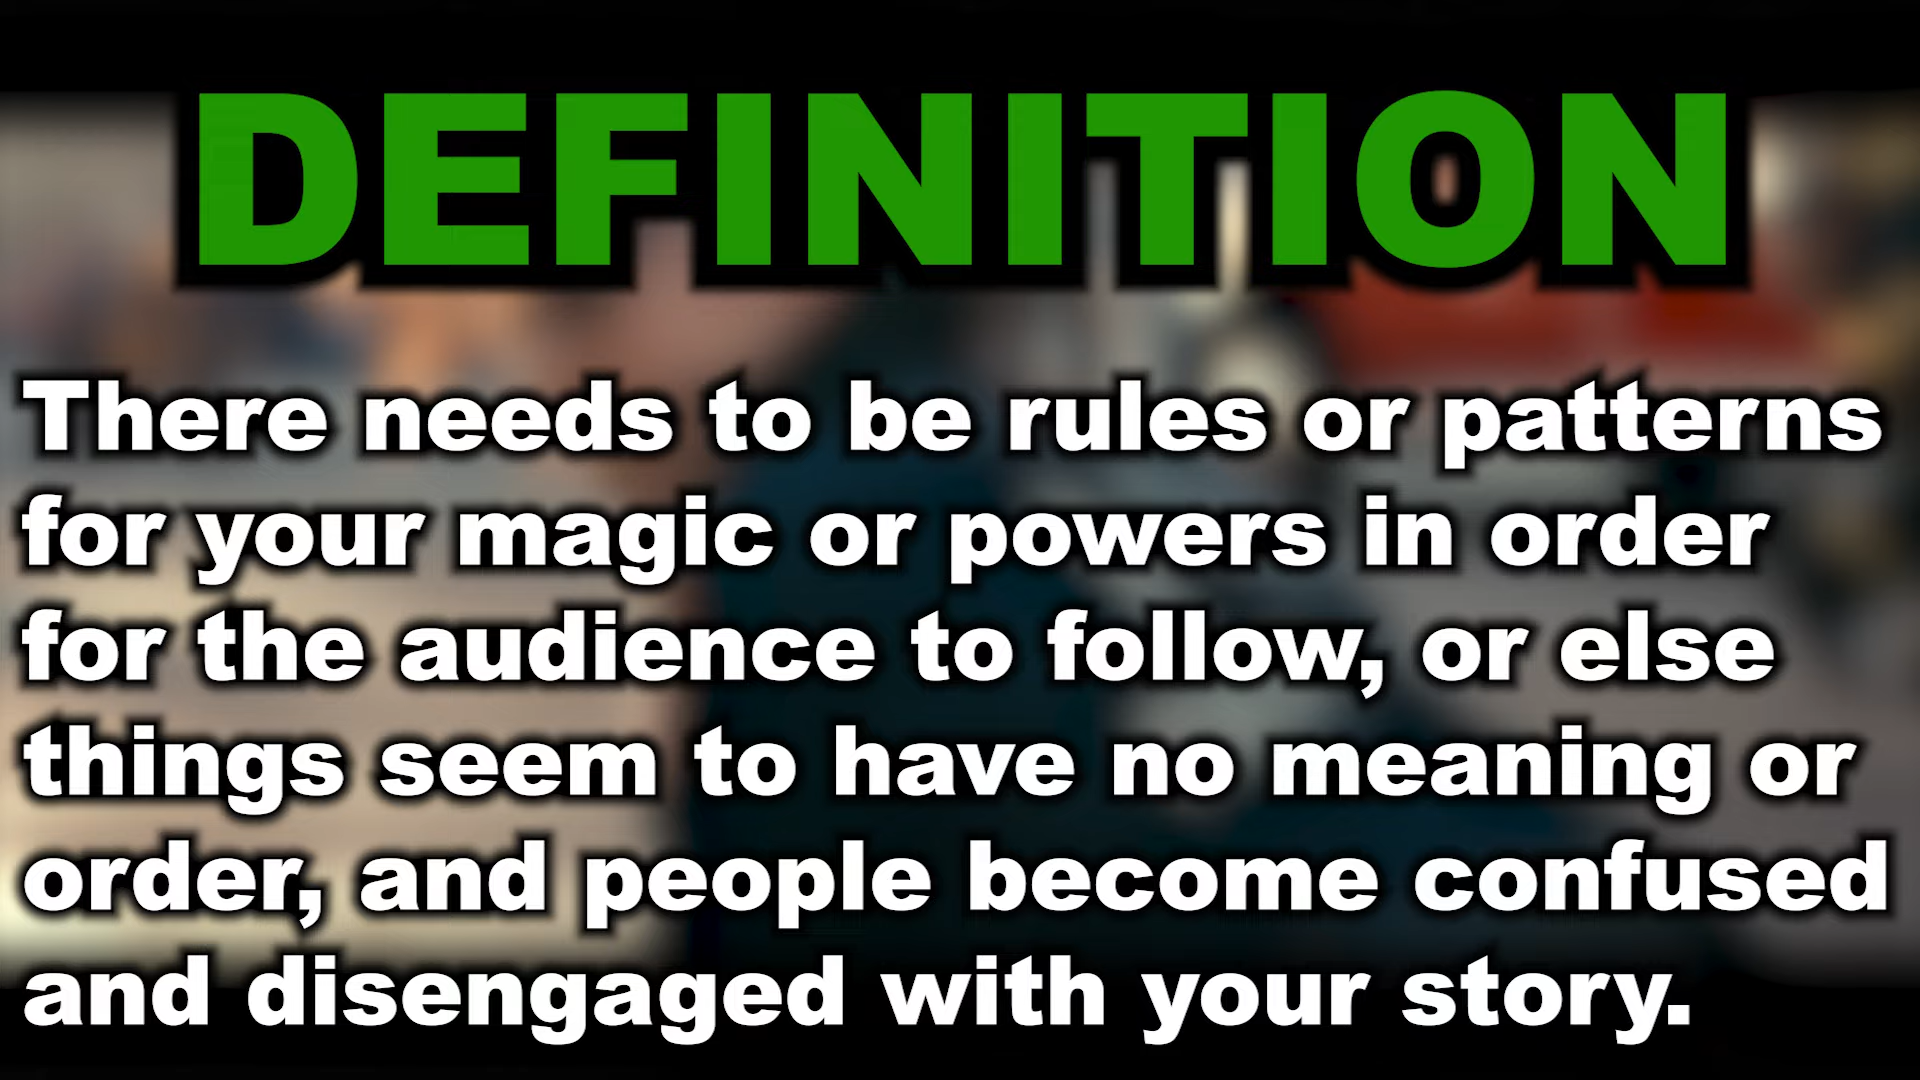 DEFINITION
There needs to be rules or patterns
for your magic or powers in order
for the audience to follow, or else
things seem to have no meaning or
order, and people become confused
and disengaged with your story.